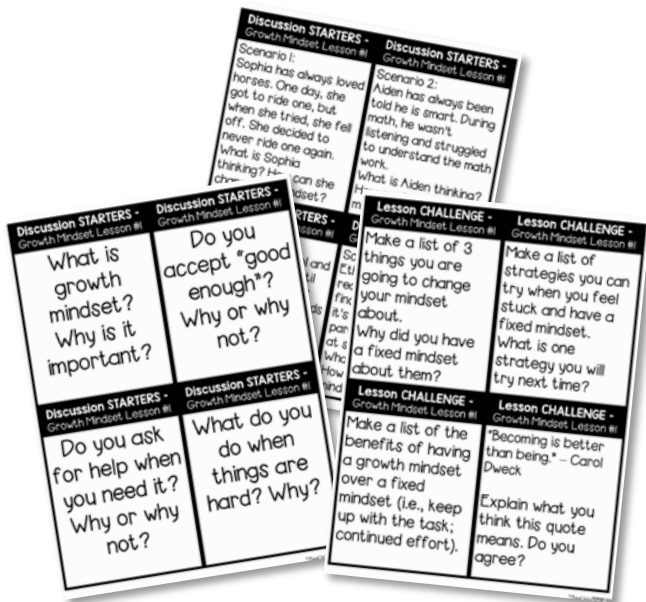 Discussion STARTERS -
Growth Mindset Lesson #1
Scenario 1:
Sophia has always loved
horses. One day, she
got to ride one, but
when she tried, she fell
off. She decided to
never ride one again.
What is Sophia
thinking? How can she
Discussion STARTERS -
Growth Mindset Lesson #1
Scenario 2:
Aiden has always been
told he is smart. During
math, he wasn't
listening and struggled
to understand the math
work.
What is Aiden thinking?
Discussion STARTERS -
Growth Mindset Lesson #1
What is
growth
mindset?
Why is it
important?
Discussion STARTERS -
Growth Mindset Lesson #1
Do you
accept "good
enough"?
Why or why
not?
Discussion STARTERS -
Growth Mindset Lesson #1
Do you ask
for help when
you need it?
Why or why
not?
Discussion STARTERS -
Growth Mindset Lesson #1
What do you
do when
things are
hard? Why?
Lesson CHALLENGE -
Growth Mindset Lesson #1
Make a list of 3
things you are
going to change
your mindset
about.
Why did you have
a fixed mindset
about them?
Lesson CHALLENGE -
Growth Mindset Lesson #1
Make a list of
strategies you can
try when you feel
stuck and have a
fixed mindset.
What is one
strategy you will
try next time?
Lesson CHALLENGE -
Growth Mindset Lesson #1
Make a list of the
benefits of having
a growth mindset
over a fixed
mindset (i.e., keep
up with the task;
continued effort).
Lesson CHALLENGE -
Growth Mindset Lesson #1
"Becoming is better
than being." – Carol
Dweck
Explain what you
think this quote
means. Do you
agree?